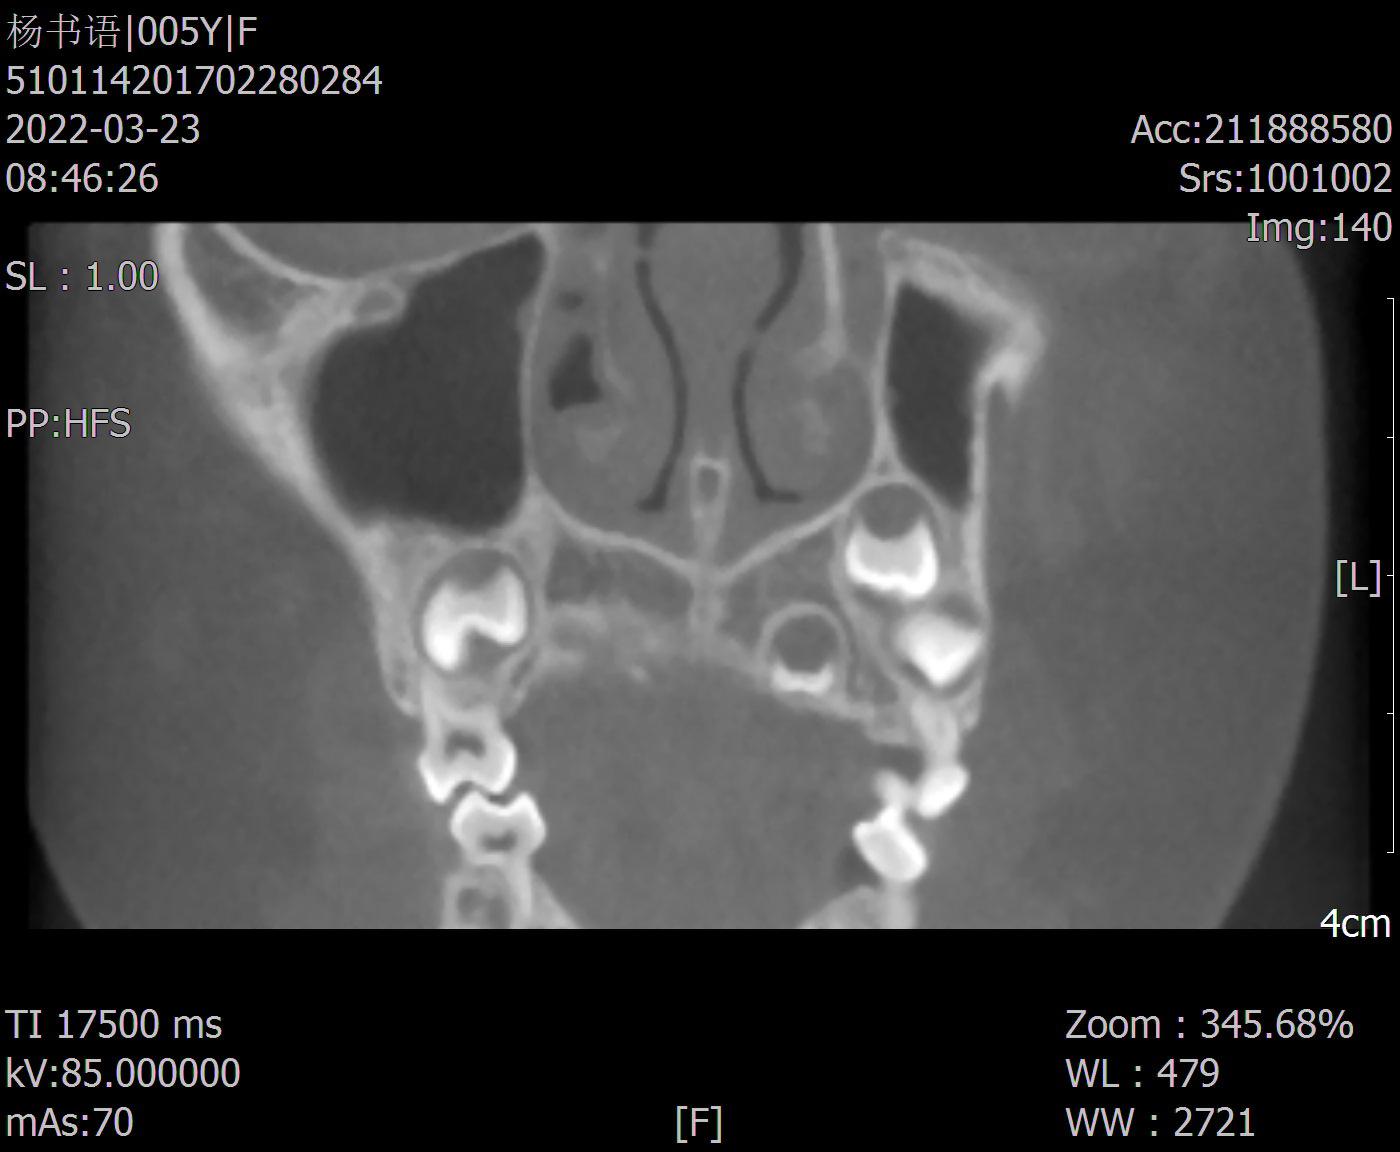 杨书语|005Y|F
510114201702280284
2022-03-23
08:46:26
Acc:211888580
Srs:1001002
Img:140
SL : 1.00
PP:HFS
[L]
4cm
TI 17500 ms
kV:85.000000
mAs:70
[F]
Zoom : 345.68%
WL : 479
WW : 2721